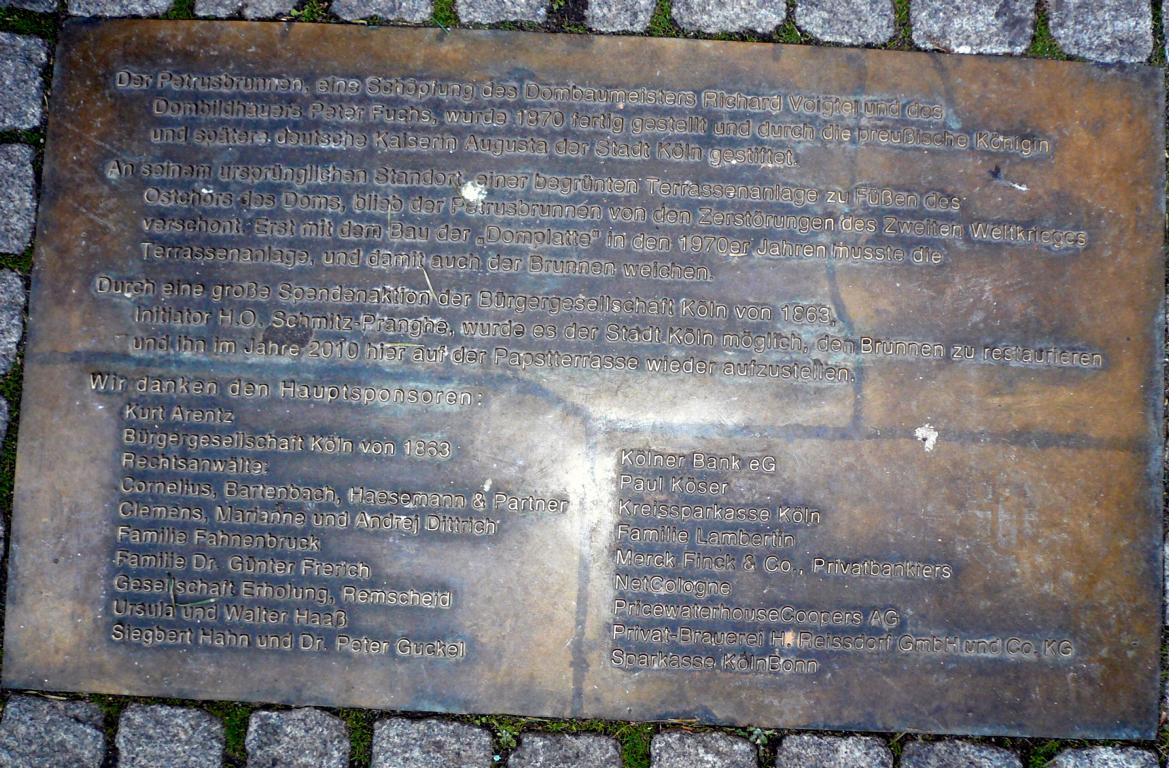 Der Petrusbrunnen, eine Schöpfung des Dombaumeisters Richard Voigtel und des
Dombildhauers Peter Fuchs, wurde 1870 fertig gestellt und durch die preußische Königin
und spätere deutsche Kaiserin Augusta der Stadt Köln gestiftet.
An seinem ursprünglichen Standort, einer begrünten Terrassenanlage zu Füßen des
Ostchors des Doms, blieb der Petrusbrunnen von den Zerstörungen des Zweiten Weltkrieges
verschont. Erst mit dem Bau der „Domplatte" in den 1970er Jahren musste die
Terrassenanlage, und damit auch der Brunnen weichen.
Durch eine große Spendenaktion der Bürgergesellschaft Köln von 1863,
Initiator H.O. Schmitz-Pranghe, wurde es der Stadt Köln möglich, den Brunnen zu restaurieren
und ihn im Jahre 2010 hier auf der Papstterrasse wieder aufzustellen.
Wir danken den Hauptsponsoren:
Kurt Arentz
Bürgergesellschaft Köln von 1863
Rechtsanwälte:
Cornelius, Bartenbach, Haesemann & Partner
Clemens, Marianne und Andrej Dittrich
Familie Fahnenbruck
Familie Dr. Günter Frerich
Gesellschaft Erholung, Remscheid
Ursula und Walter Haaß
Siegbert Hahn und Dr. Peter Guckel
Kölner Bank eG
Paul Köser
Kreissparkasse Köln
Familie Lambertin
Merck Finck & Co., Privatbankiers
NetCologne
PricewaterhouseCoopers AG
Privat-Brauerei H. Reissdorf GmbH und Co. KG
Sparkasse KölnBonn